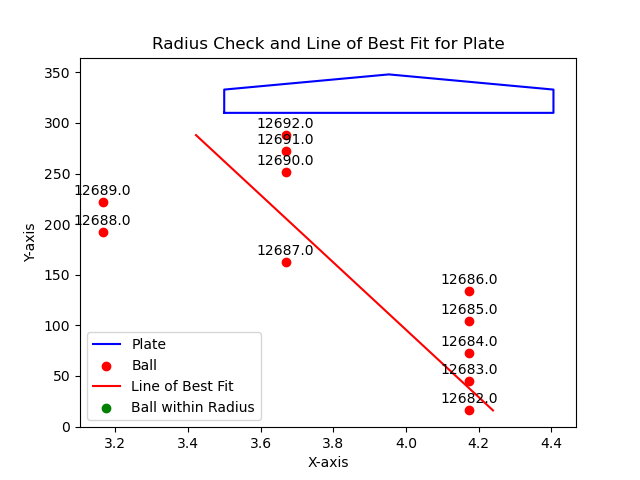 Radius Check and Line of Best Fit for Plate
350
300
250
200
150
100
50
0
Y-axis
12692.0
12691.0
12690.0
12689.0
12688.0
12687.0
12686.0
12685.0
12684.0
12683.0
12682.0
Plate
Ball
Line of Best Fit
Ball within Radius
3.2 3.4 3.6 3.8 4.0 4.2 4.4
X-axis